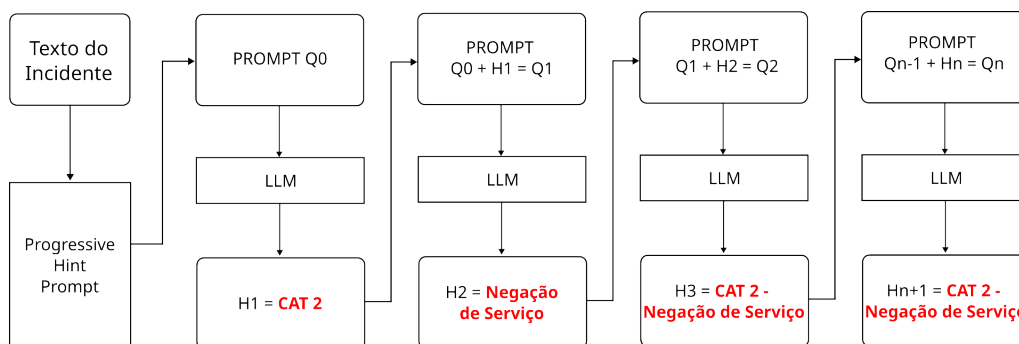 Texto do
Incidente
Progressive
Hint
Prompt
PROMPT Q0
LLM
H1 = CAT 2
PROMPT
Q0 + H1 = Q1
LLM
H2 = Negação
de Serviço
PROMPT
Q1 + H2 = Q2
LLM
H3 = CAT 2 -
Negação de Serviço
PROMPT
Qn-1 + Hn = Qn
LLM
Hn+1 = CAT 2 -
Negação de Serviço